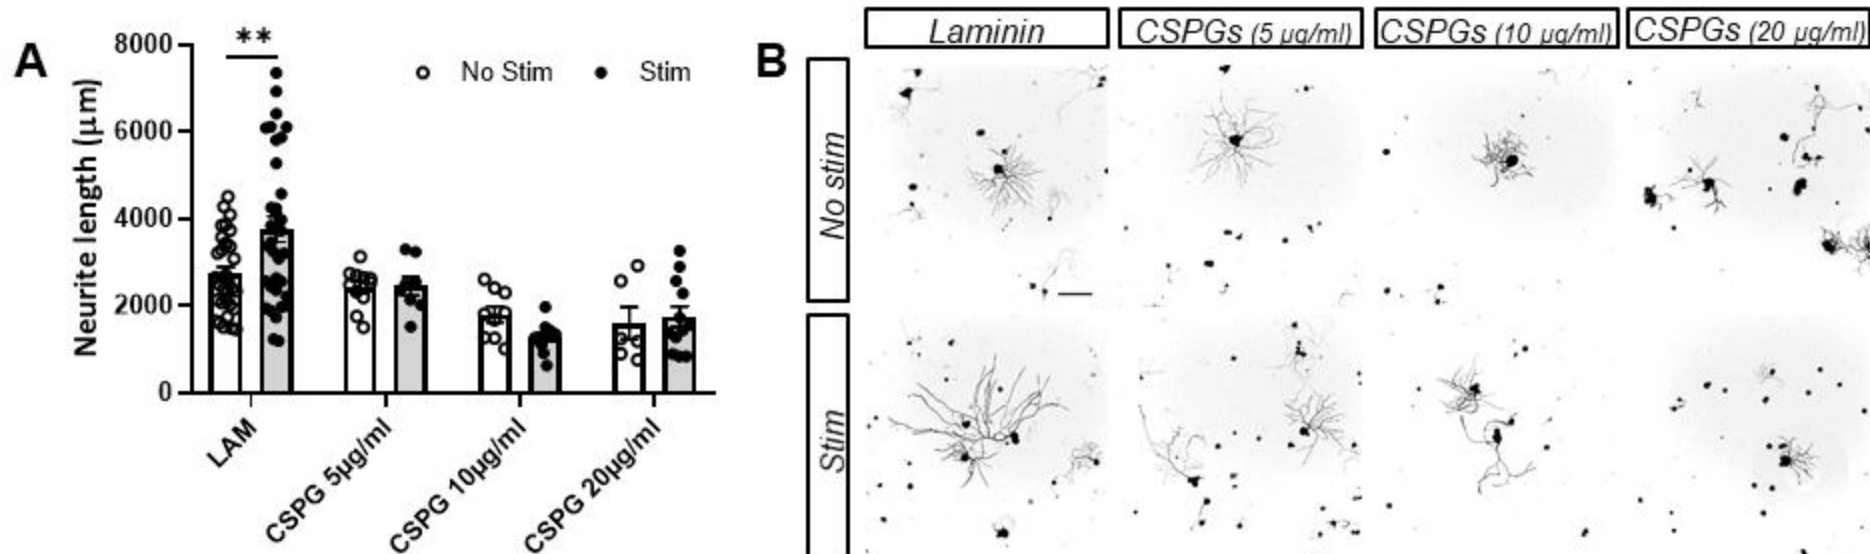 A
Neurite length (µm)
8000
6000
4000
2000
0
**
No Stim
Stim
LAM
CSPG 5µg/ml
CSPG 10µg/ml
CSPG 20µg/ml
B
Laminin
CSPGs (5 µg/ml)
CSPGs (10 µg/ml)
CSPGs (20 µg/ml)
No stim
Stim